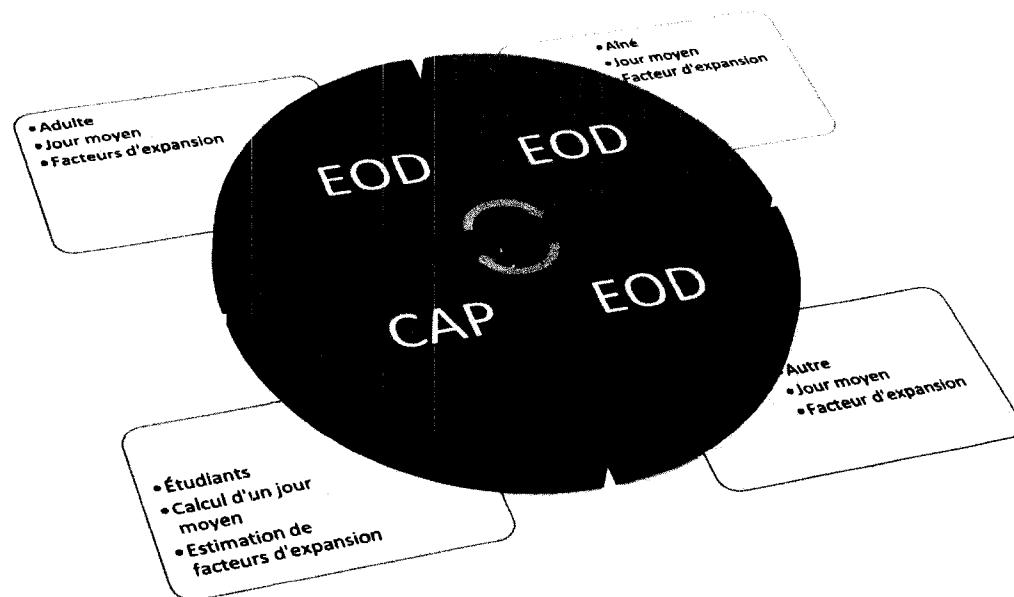 • Adulte
• Jour moyen
• Facteurs d'expansion
• Aîné
• Jour moyen
Facteur d'expansion
EOD
EOD
CAP
EOD
• Étudiants
• Calcul d'un jour
moyen
• Estimation de
facteurs d'expansion
• Autre
• Jour moyen
• Facteur d'expansion